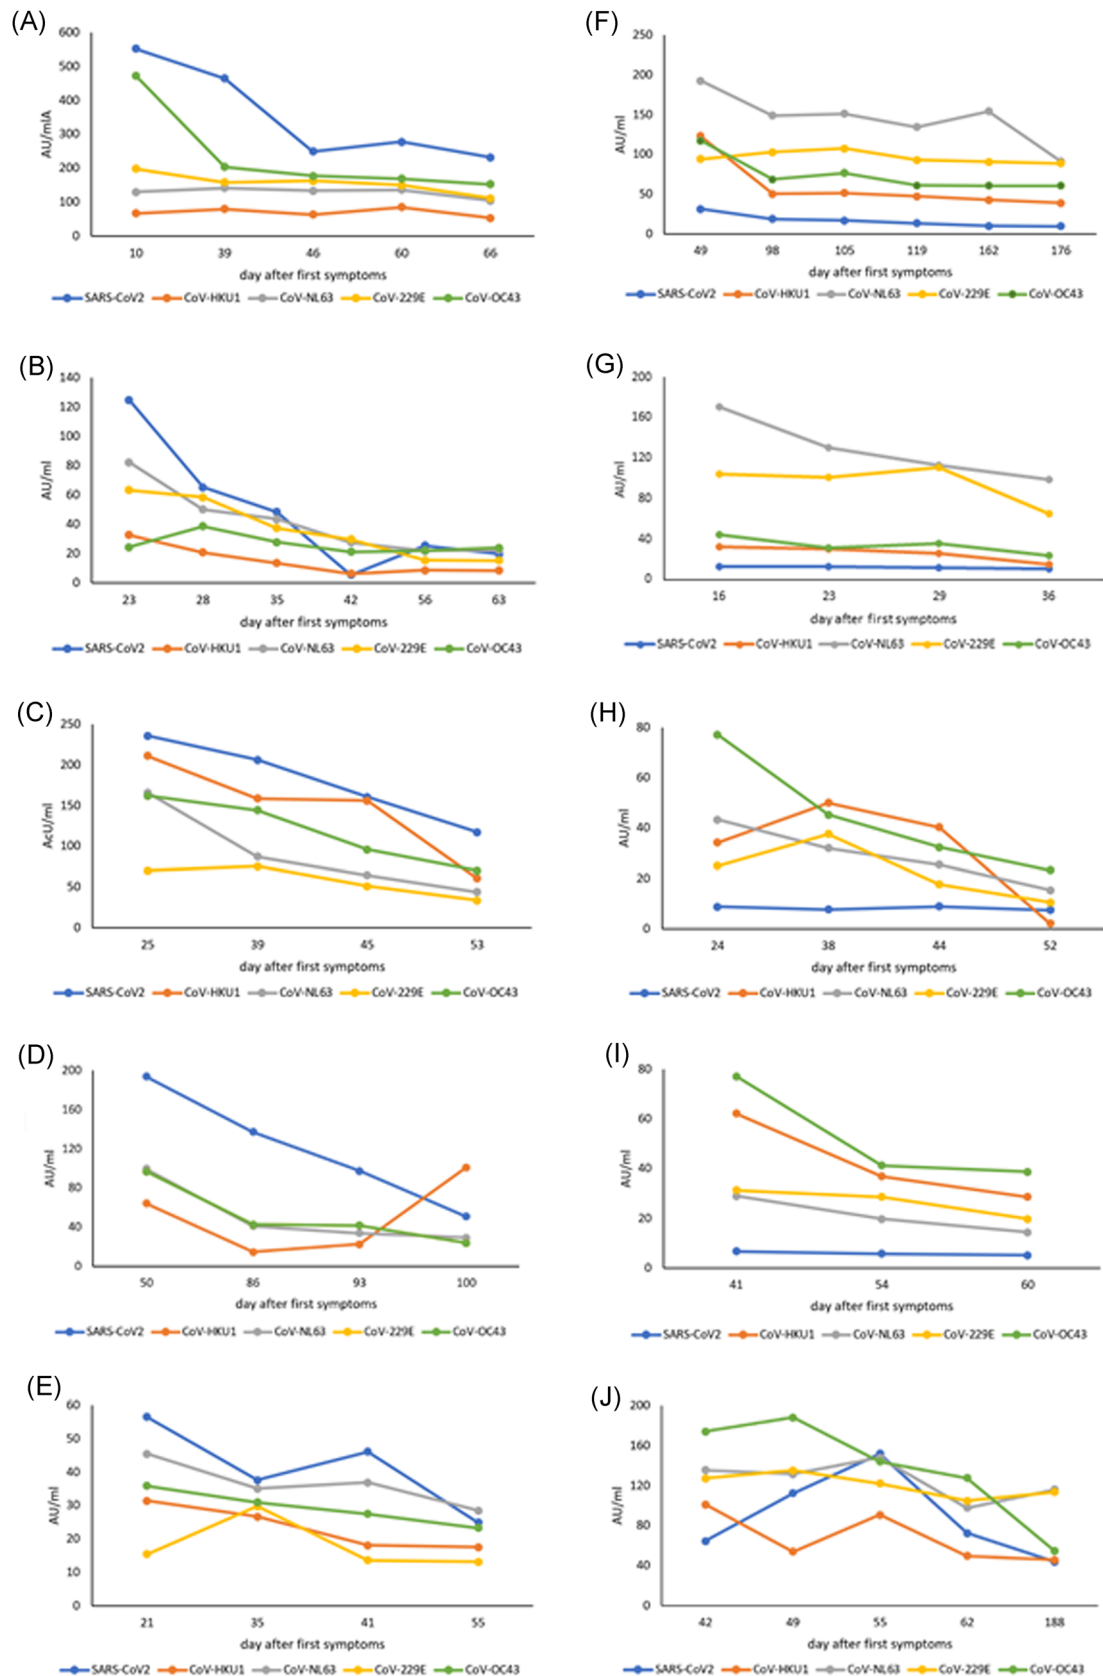 (A)
600
500
400
300
200
100
0
AU/mlA
10 39 46 60 66
day after first symptoms
SARS-CoV2 CoV-HKU1 CoV-NL63 CoV-229E CoV-OC43
(F)
250
200
150
100
50
0
AU/ml
49 98 105 119 162 176
day after first symptoms
SARS-CoV2 CoV-HKU1 CoV-NL63 CoV-229E CoV-OC43
(B)
140
120
100
80
60
40
20
0
AU/ml
23 28 35 42 56 63
day after first symptoms
SARS-CoV2 CoV-HKU1 CoV-NL63 CoV-229E CoV-OC43
(G)
200
160
120
80
40
0
AU/ml
16 23 29 36
day after first symptoms
SARS-CoV2 CoV-HKU1 CoV-NL63 CoV-229E CoV-OC43
(C)
250
200
150
100
50
0
AcU/ml
25 39 45 53
day after first symptoms
SARS-CoV2 CoV-HKU1 CoV-NL63 CoV-229E CoV-OC43
(H)
80
60
40
20
0
AU/ml
24 38 44 52
day after first symptoms
SARS-CoV2 CoV-HKU1 CoV-NL63 CoV-229E CoV-OC43
(D)
200
160
120
80
40
0
AU/ml
50 86 93 100
day after first symptoms
SARS-CoV2 CoV-HKU1 CoV-NL63 CoV-229E CoV-OC43
(I)
80
60
40
20
0
AU/ml
41 54 60
day after first symptoms
SARS-CoV2 CoV-HKU1 CoV-NL63 CoV-229E CoV-OC43
(E)
60
50
40
30
20
10
0
AU/ml
21 35 41 55
day after first symptoms
SARS-CoV2 CoV-HKU1 CoV-NL63 CoV-229E CoV-OC43
(J)
200
160
120
80
40
0
AU/ml
42 49 55 62 188
day after first symptoms
SARS-CoV2 CoV-HKU1 CoV-NL63 CoV-229E CoV-OC43